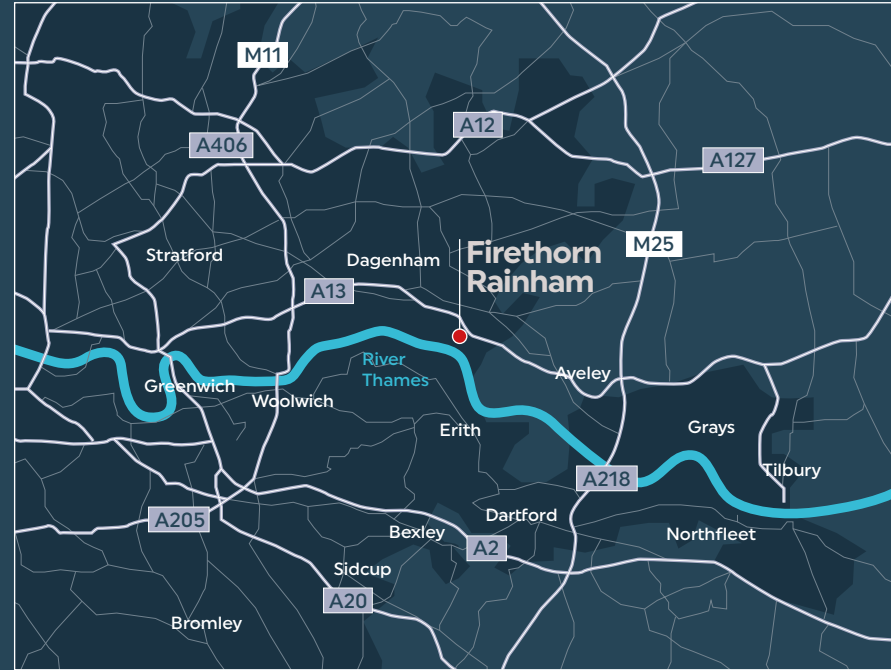 M11
A12
A406
A127
M25
Stratford
Dagenham
Firethorn
Rainham
A13
River
Thames
Aveley
Greenwich
Woolwich
Erith
Grays
Tilbury
A218
A205
Dartford
Bexley
A2
Northfleet
Sidcup
A20
Bromley